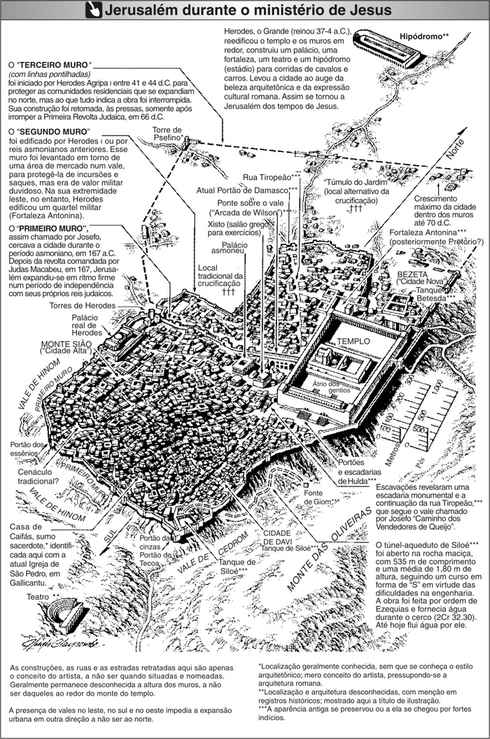 Jerusalém durante o ministério de Jesus
Herodes, o Grande (reinou 37-4 a.C.),
reedificou o templo e os muros em
redor, construiu um palácio, uma
fortaleza, um teatro e um hipódromo
(estádio) para corridas de cavalos e
carros. Levou a cidade ao auge da
beleza arquitetônica e da expressão
cultural romana. Assim se tornou a
Jerusalém dos tempos de Jesus.
Hipódromo**
O "TERCEIRO MURO"
(com linhas pontilhadas)
foi iniciado por Herodes Agripa I entre 41 e 44 d.C. para
proteger as comunidades residenciais que se expandiam
no norte, mas ao que tudo indica a obra foi interrompida.
Sua construção foi retomada, às pressas, somente após
irromper a Primeira Revolta Judaica, em 66 d.C.
O "SEGUNDO MURO"
foi edificado por Herodes I ou por
reis asmonianos anteriores. Esse
muro foi levantado em torno de
uma área de mercado num vale,
para protegê-la de incursões e
saques, mas era de valor militar
duvidoso. Na sua extremidade
leste, no entanto, Herodes
edificou um quartel militar
(Fortaleza Antonina).
O "PRIMEIRO MURO",
assim chamado por Josefo,
cercava a cidade durante o
período asmoniano, em 167 a.C.
Depois da revolta comandada por
Judas Macabeu, em 167, Jerusa-
lém expandiu-se em ritmo firme
num período de independência
com seus próprios reis judaicos.
Torre de
Psefino*
Norte
Rua Tiropeão***
Atual Portão de Damasco***
Ponte sobre o vale
("Arcada de Wilson")***
Xisto (salão grego
para exercícios)
Palácio
asmoneu
"Túmulo do Jardim"
(local alternativo da
crucificação)
†††
Crescimento
máximo da cidade
dentro dos muros
até 70 d.C.
Fortaleza Antonina***
(posteriormente Pretório?)
Local
tradicional da
crucificação
†††
BEZETA
("Cidade Nova")
Tanque
Betesda***
Torres de Herodes
Palácio
real de
Herodes
MONTE SIÃO
("Cidade Alta")
TEMPLO
Átrio dos
gentios
VALE DE HINOM
PRIMEIRO MURO
Portão dos
essênios
Cenáculo
tradicional?
VALE DE HINOM
Portões
e escadarias
de Hulda***
Escavações revelaram uma
escadaria monumental e a
continuação da rua Tiropeão,***
que segue o vale chamado
por Josefo "Caminho dos
Vendedores de Queijo".
Fonte
de Giom***
Casa de
Caifás, sumo
sacerdote,* identifi-
cada aqui com a
atual Igreja de
São Pedro, em
Gallicantu.
Portão das
cinzas
Portão de
Tecoa
VALE DE CEDROM
CIDADE
DE DAVI
Tanque de Siloé***
Tanque de
Siloé***
MONTE DAS OLIVEIRAS
O túnel-aqueduto de Siloé***
foi aberto na rocha maciça,
com 535 m de comprimento
e uma média de 1,80 m de
altura, seguindo um curso em
forma de "S" em virtude das
dificuldades na engenharia.
A obra foi feita por ordem de
Ezequias e fornecia água
durante o cerco (2Cr 32.30).
Até hoje flui água por ele.
Teatro **
As construções, as ruas e as estradas retratadas aqui são apenas
o conceito do artista, a não ser quando situadas e nomeadas.
Geralmente permanece desconhecida a altura dos muros, a não
ser daqueles ao redor do monte do templo.
A presença de vales no leste, no sul e no oeste impedia a expansão
urbana em outra direção a não ser ao norte.
*Localização geralmente conhecida, sem que se conheça o estilo
arquitetônico; mero conceito do artista, pressupondo-se a
arquitetura romana.
**Localização e arquitetura desconhecidas, com menção em
registros históricos; mostrado aqui a título de ilustração.
***A aparência antiga se preservou ou a ela se chegou por fortes
indícios.